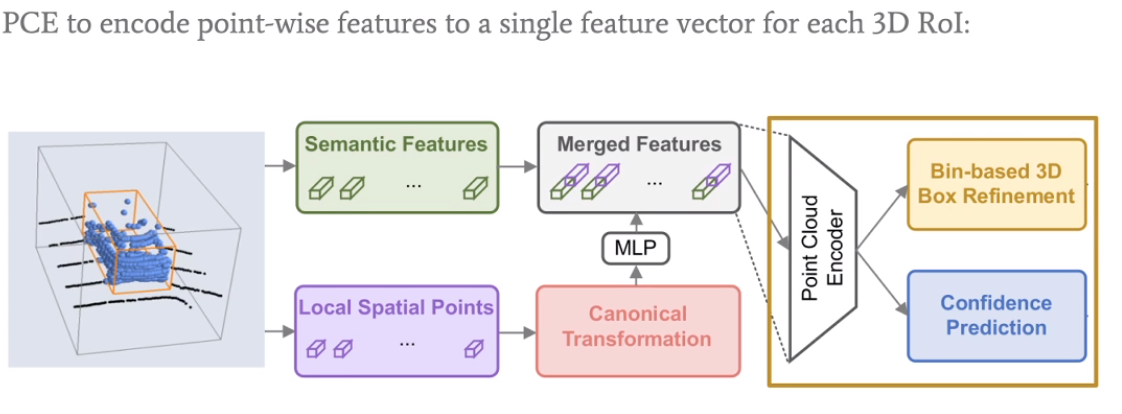 PCE to encode point-wise features to a single feature vector for each 3D RoI:
Semantic Features
...
Merged Features
...
MLP
Local Spatial Points
...
Canonical
Transformation
Point Cloud
Encoder
Bin-based 3D
Box Refinement
Confidence
Prediction